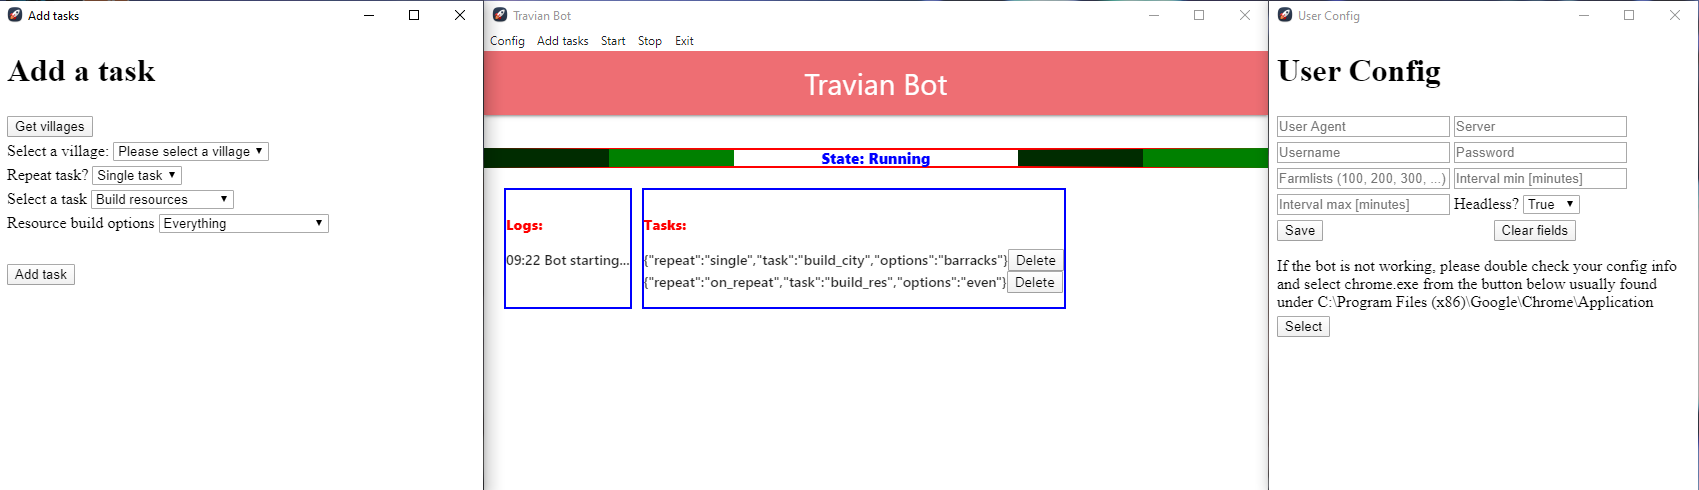 Add tasks
Add a task
Get villages
Select a village: Please select a village
Repeat task? Single task
Select a task Build resources
Resource build options Everything
Add task
Travian Bot
Config Add tasks Start Stop Exit
Travian Bot
State: Running
Logs:
09:22 Bot starting...
Tasks:
{"repeat":"single","task":"build_city","options":"barracks"} Delete
{"repeat":"on_repeat","task":"build_res","options":"even"} Delete
User Config
User Config
User Agent Server
Username Password
Farmlists (100, 200, 300, ...) Interval min [minutes]
Interval max [minutes] Headless? True
Save Clear fields
If the bot is not working, please double check your config info
and select chrome.exe from the button below usually found
under C:\Program Files (x86)\Google\Chrome\Application
Select